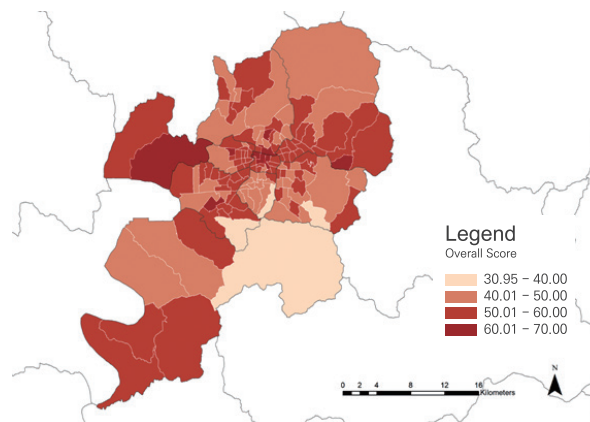 Legend
Overall Score
30.95 – 40.00
40.01 – 50.00
50.01 – 60.00
60.01 – 70.00
N
0 2 4 8 12 16
Kilometers